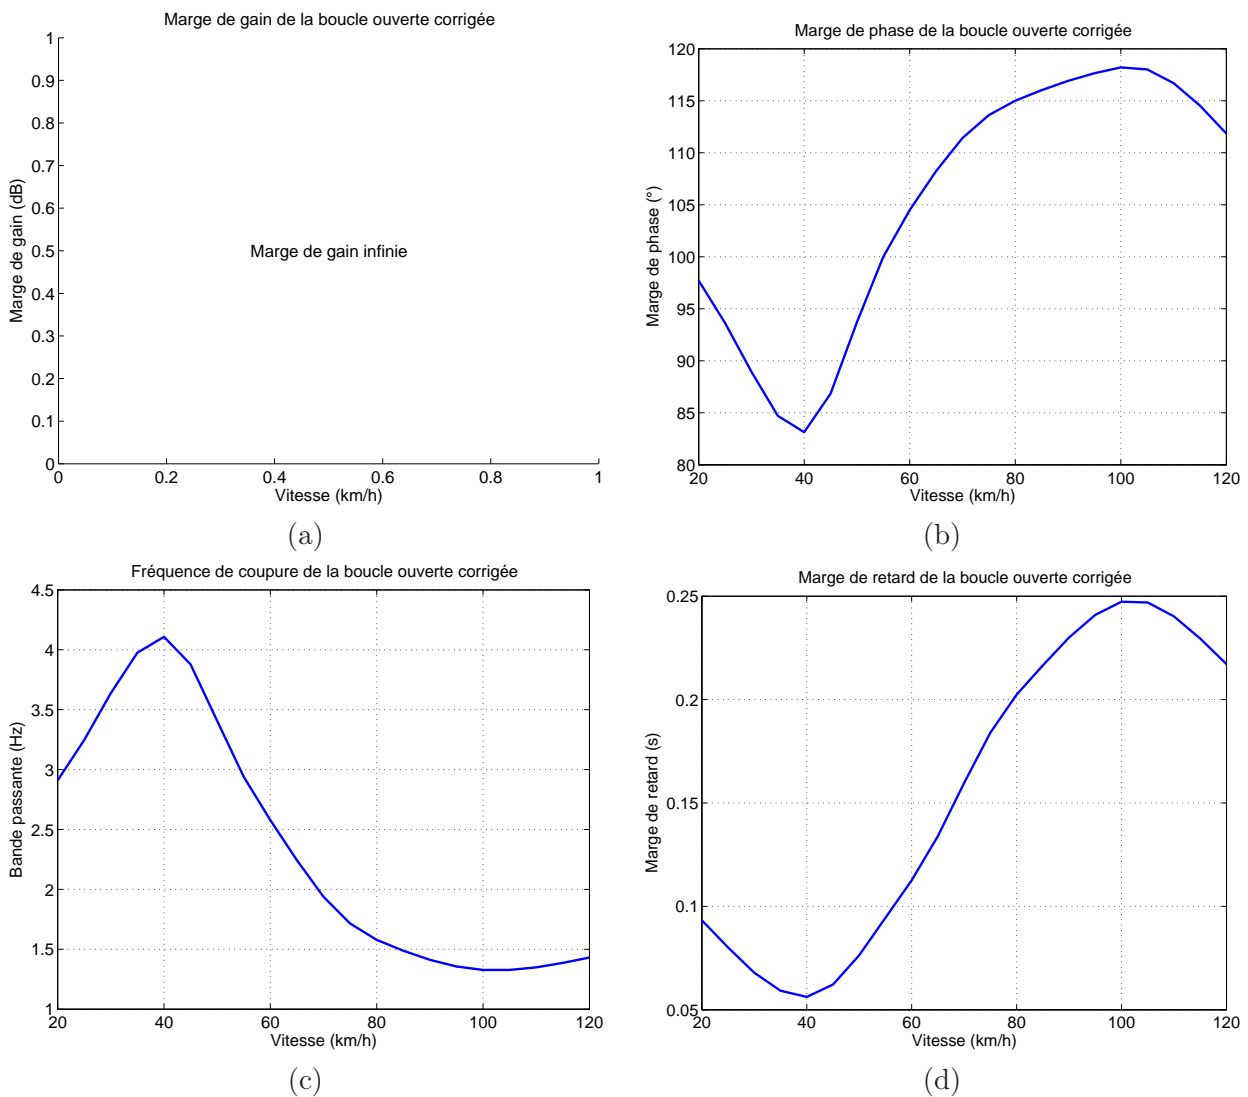 Marge de gain de la boucle ouverte corrigée
1
0.9
0.8
0.7
0.6
0.5
0.4
0.3
0.2
0.1
0
Marge de gain (dB)
Marge de gain infinie
0 0.2 0.4 0.6 0.8 1
Vitesse (km/h)
(a)
Marge de phase de la boucle ouverte corrigée
120
115
110
105
100
95
90
85
80
Marge de phase (°)
20 40 60 80 100 120
Vitesse (km/h)
(b)
Fréquence de coupure de la boucle ouverte corrigée
4.5
4
3.5
3
2.5
2
1.5
1
Bande passante (Hz)
20 40 60 80 100 120
Vitesse (km/h)
(c)
Marge de retard de la boucle ouverte corrigée
0.25
0.2
0.15
0.1
0.05
Marge de retard (s)
20 40 60 80 100 120
Vitesse (km/h)
(d)